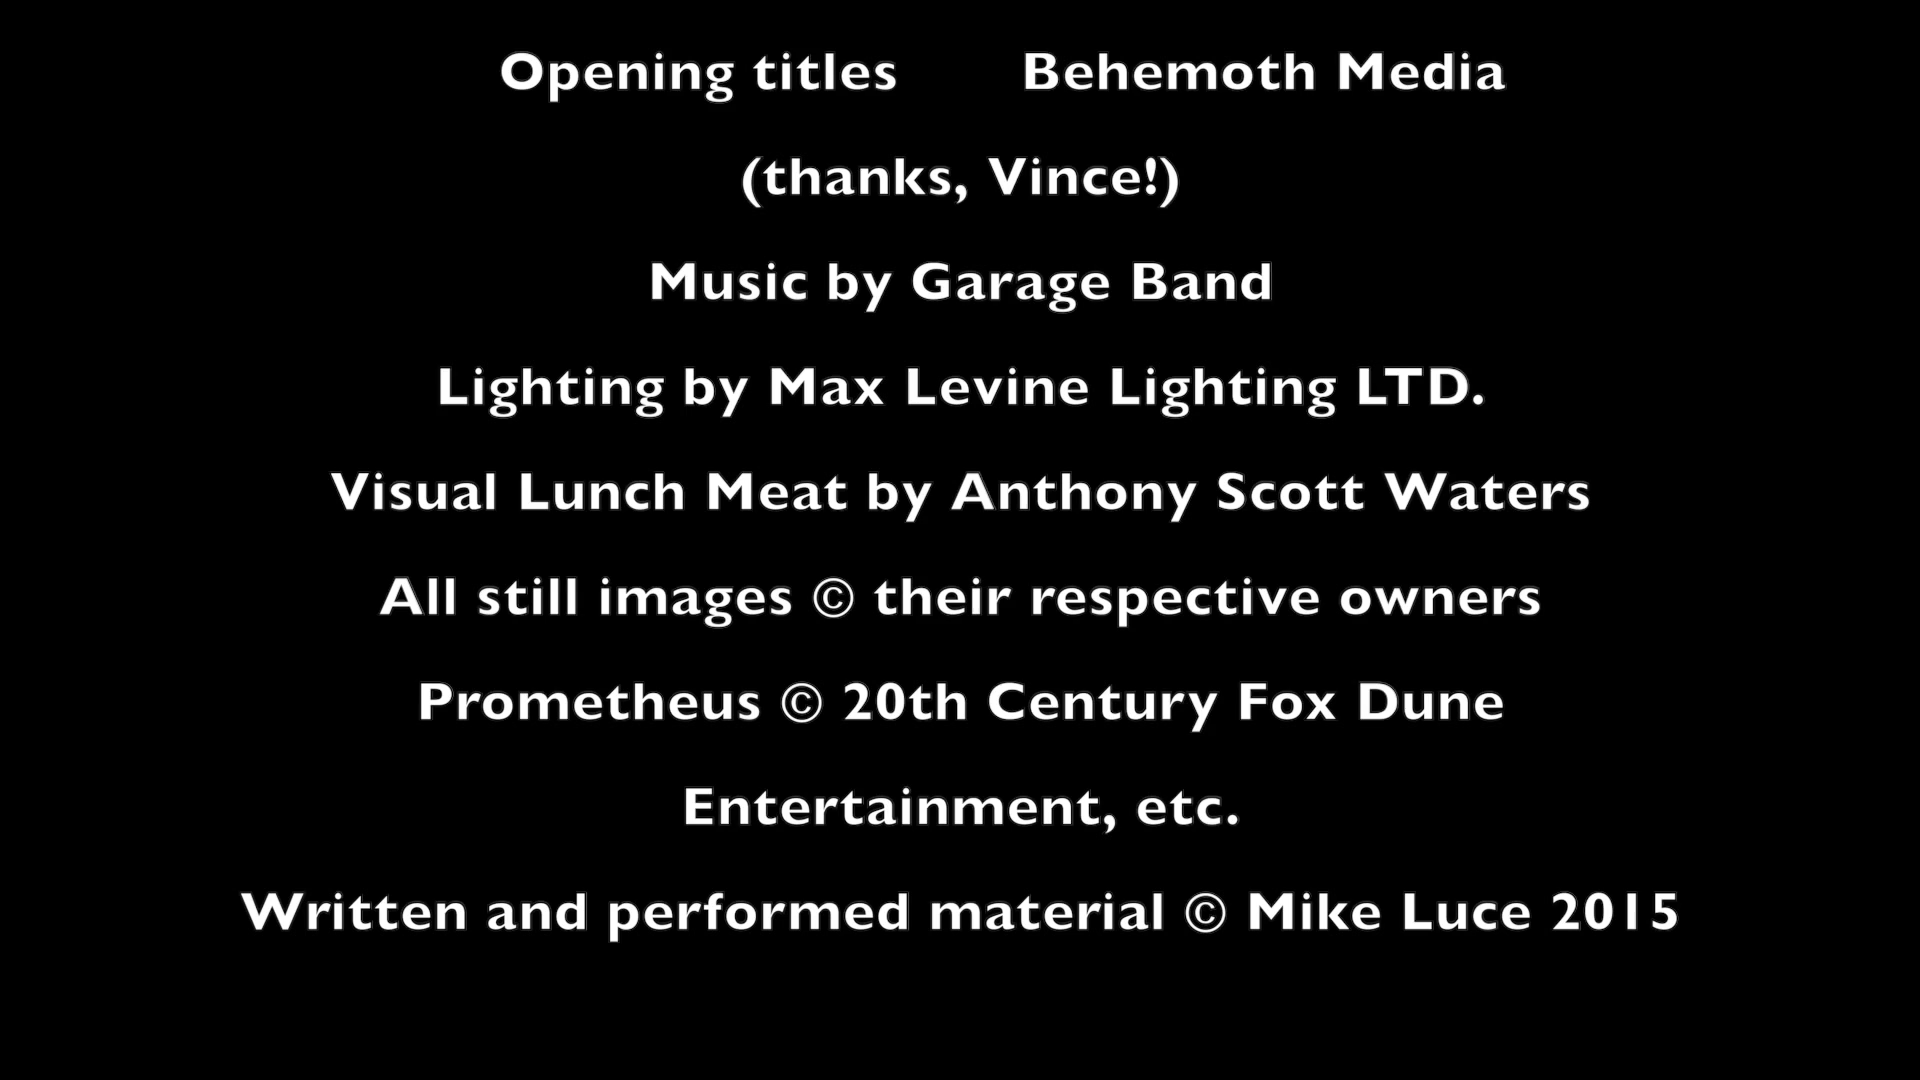 Opening titles Behemoth Media
(thanks, Vince!)
Music by Garage Band
Lighting by Max Levine Lighting LTD.
Visual Lunch Meat by Anthony Scott Waters
All still images © their respective owners
Prometheus © 20th Century Fox Dune
Entertainment, etc.
Written and performed material © Mike Luce 2015